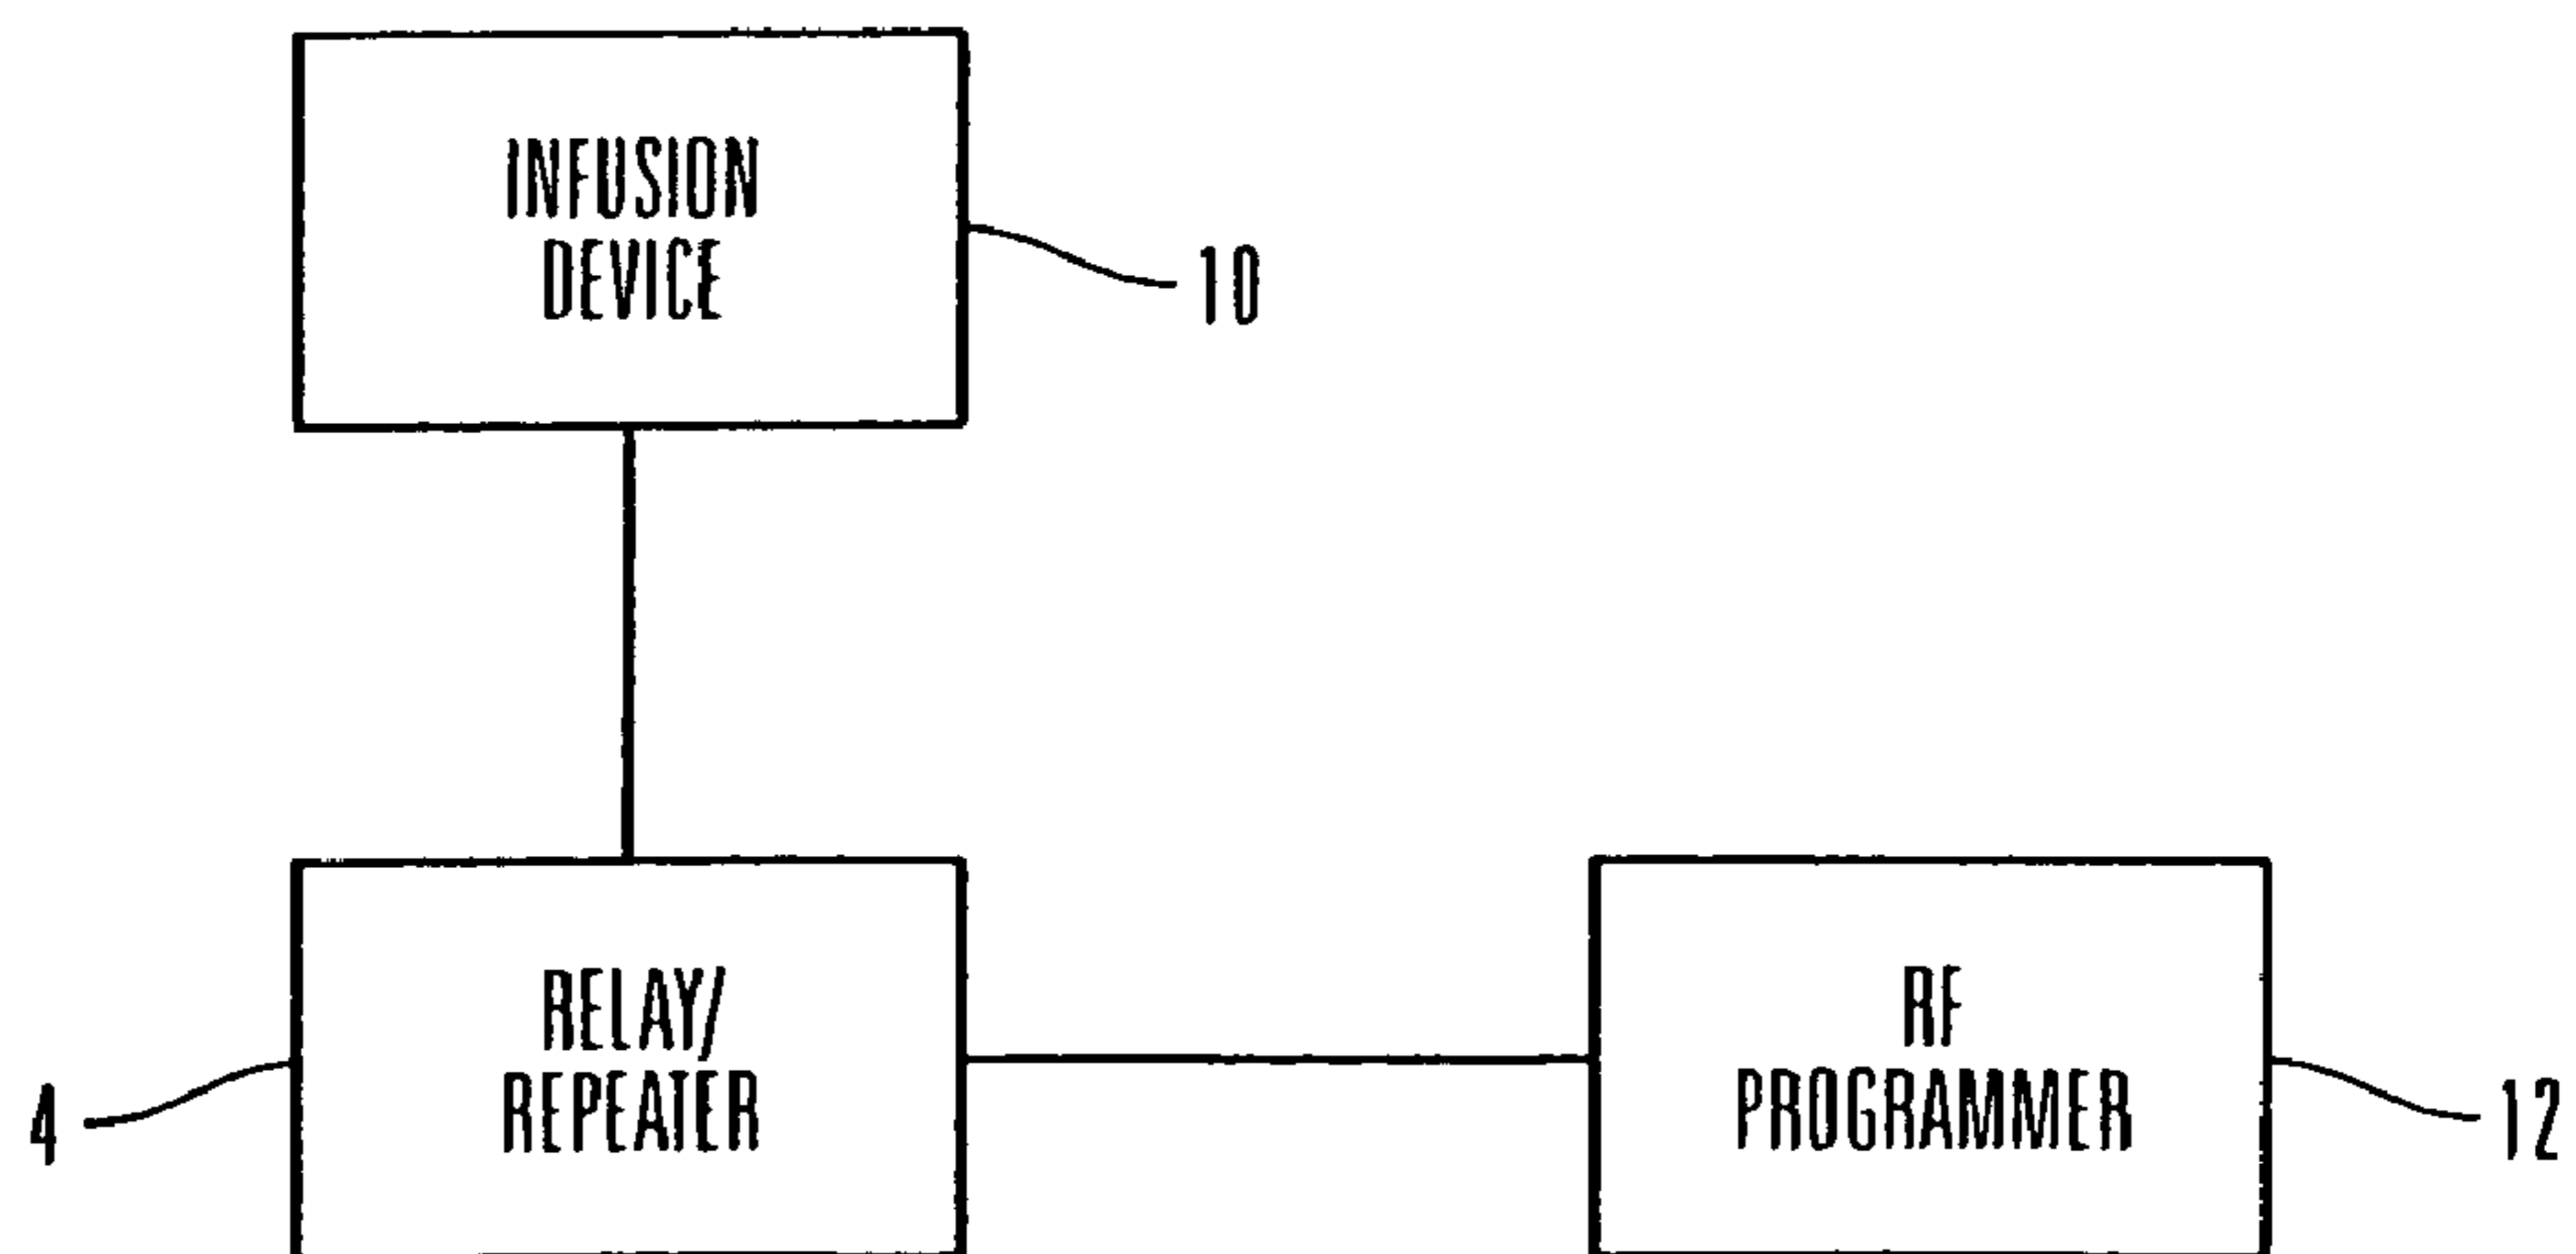 INFUSION
DEVICE
10
RELAY/
REPEATER
4
RF
PROGRAMMER
12